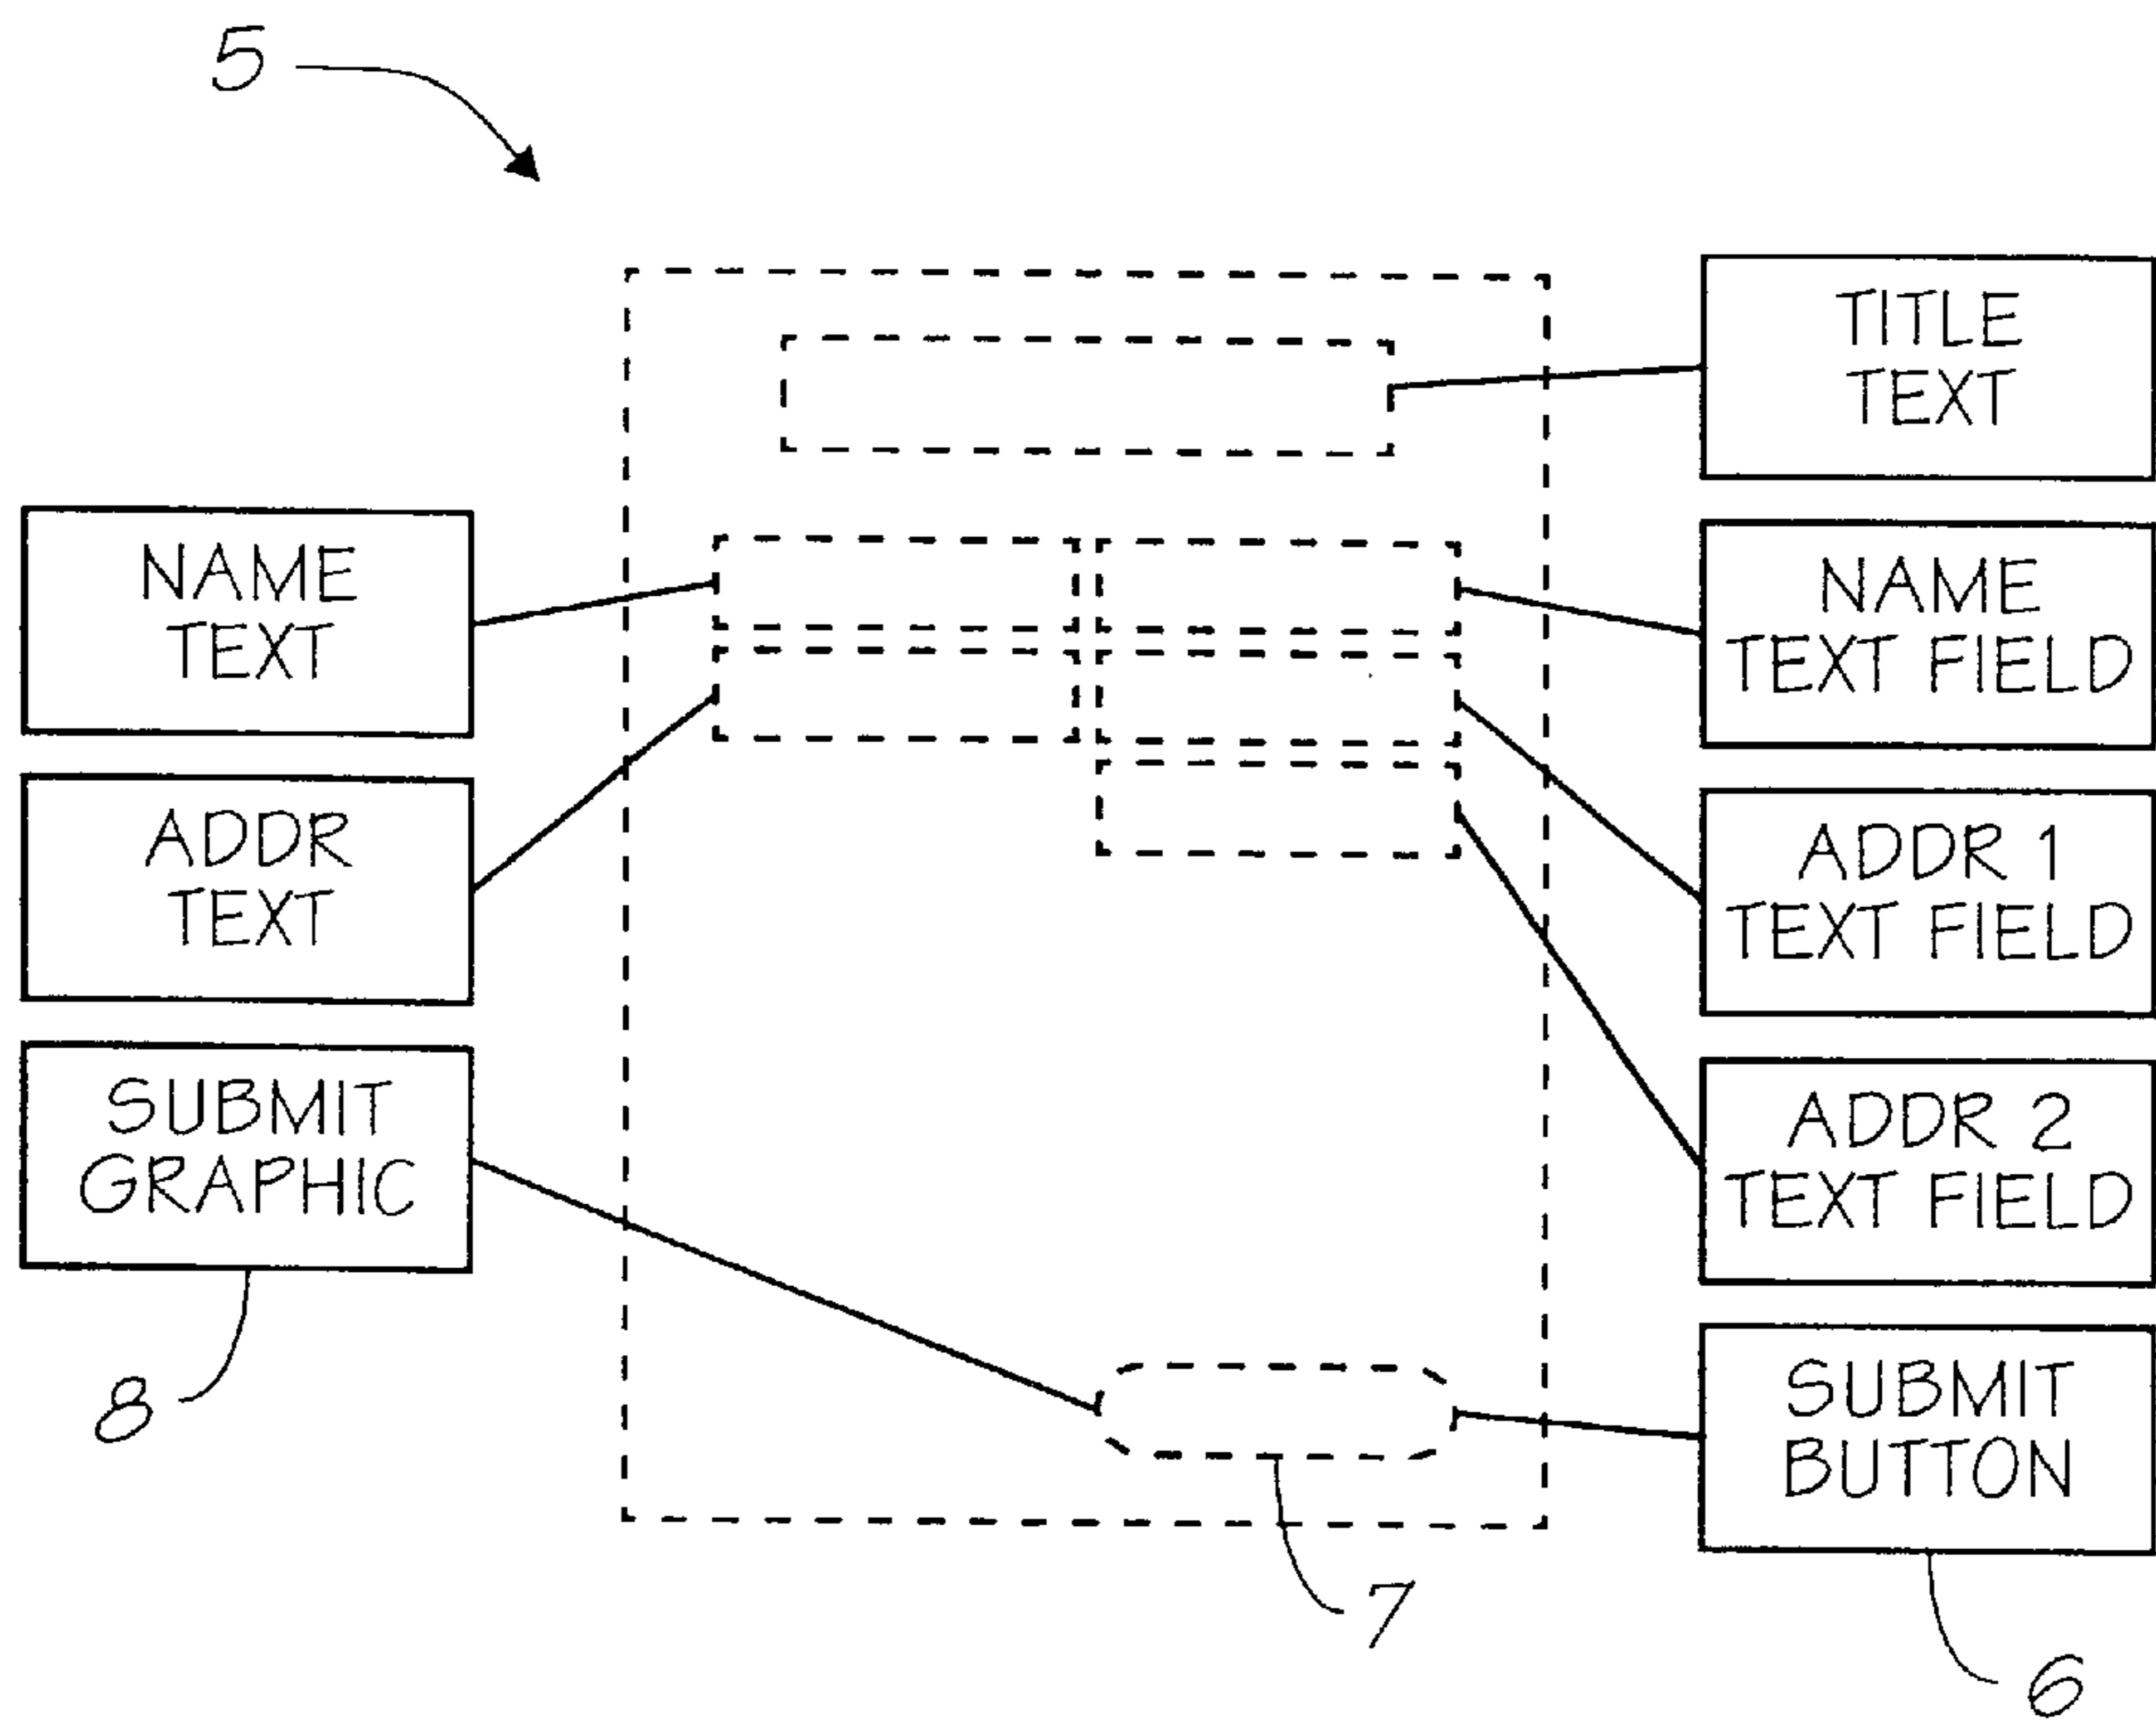 5
TITLE
TEXT
NAME
TEXT
NAME
TEXT FIELD
ADDR
TEXT
ADDR 1
TEXT FIELD
SUBMIT
GRAPHIC
ADDR 2
TEXT FIELD
8
SUBMIT
BUTTON
7
6